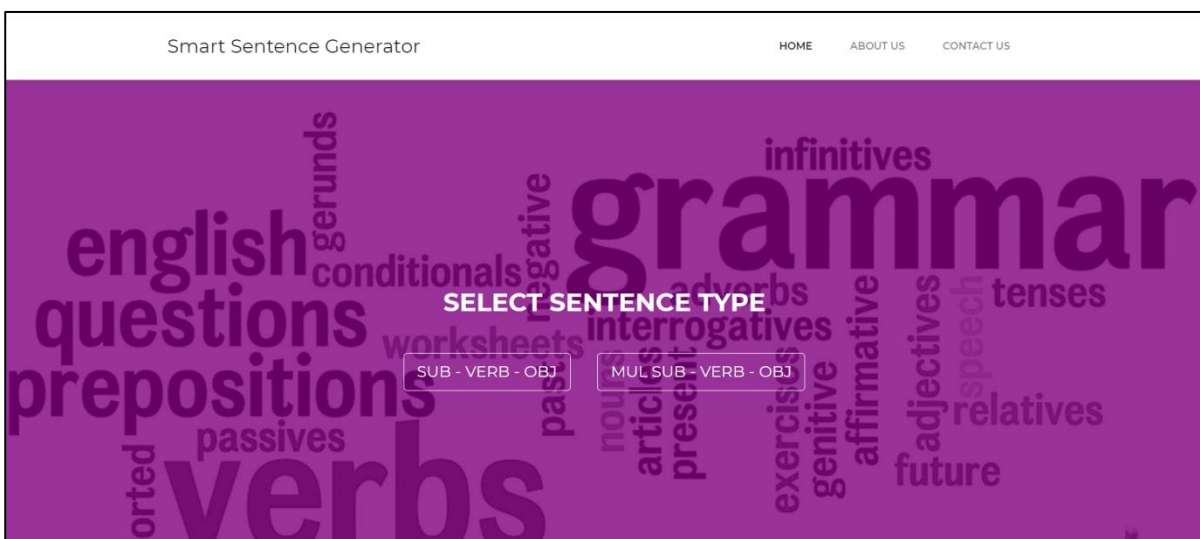 Smart Sentence Generator
HOME ABOUT US CONTACT US
gerunds
infinitives
grammar
negative
english
conditionals
adverbs
SELECT SENTENCE TYPE
tenses
speech
adjectives
questions
interrogatives
affirmative
worksheets
SUB - VERB - OBJ MUL SUB - VERB - OBJ
prepositions
past
nouns
articles
present
exercises
genitive
relatives
passives
future
orted
verbs